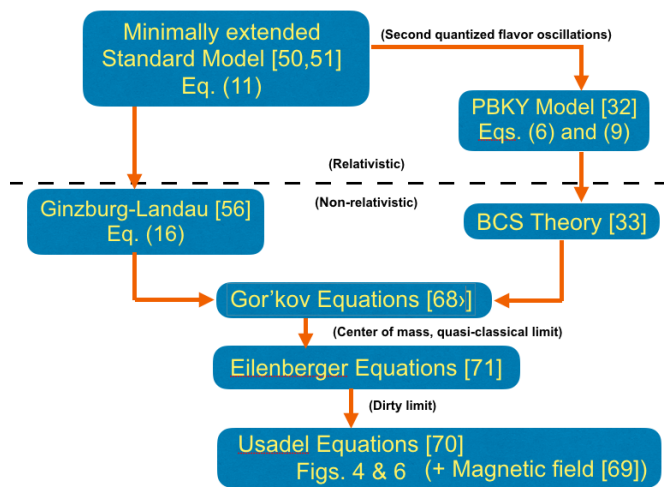 Minimally extended
Standard Model [50,51]
Eq. (11)
(Second quantized flavor oscillations)
PBKY Model [32]
Eqs. (6) and (9)
(Relativistic)
(Non-relativistic)
Ginzburg-Landau [56]
Eq. (16)
BCS Theory [33]
Gor'kov Equations [68›]
(Center of mass, quasi-classical limit)
Eilenberger Equations [71]
(Dirty limit)
Usadel Equations [70]
Figs. 4 & 6 (+ Magnetic field [69])